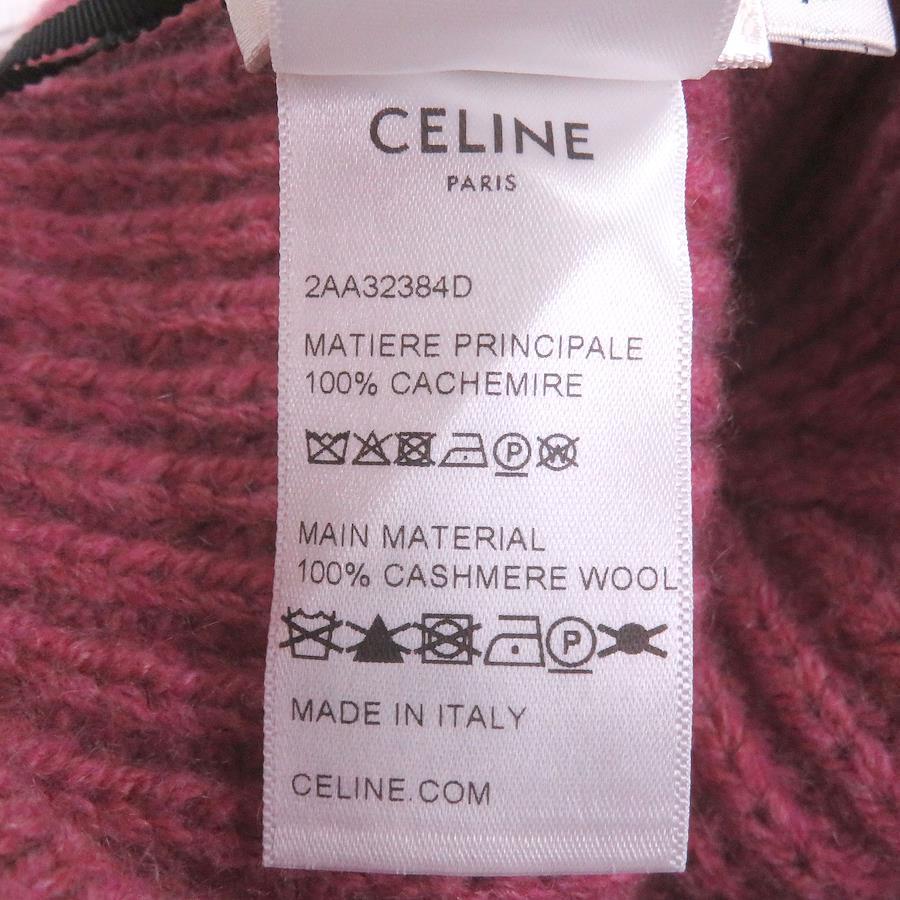 CELINE
PARIS
2AA32384D
MATIERE PRINCIPALE
100% CACHEMIRE
P W
MAIN MATERIAL
100% CASHMERE WOOL
P
MADE IN ITALY
CELINE.COM